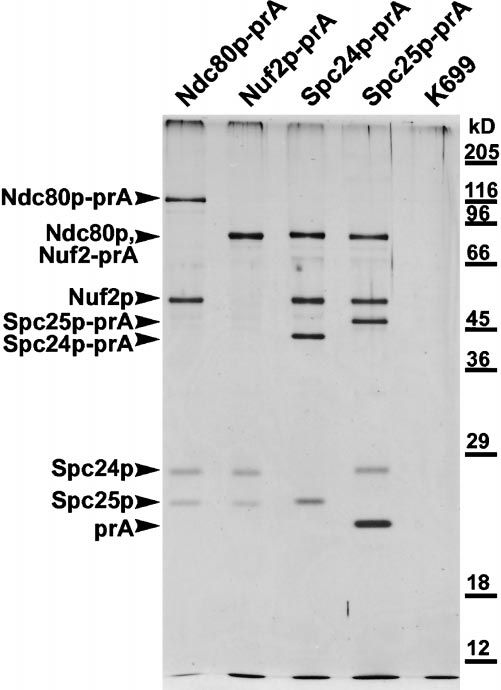 Ndc80p-prA
Nuf2p-prA
Spc24p-prA
Spc25p-prA
K699
kD
205
116
96
66
45
36
29
18
12
Ndc80p-prA
Ndc80p,
Nuf2-prA
Nuf2p
Spc25p-prA
Spc24p-prA
Spc24p
Spc25p
prA